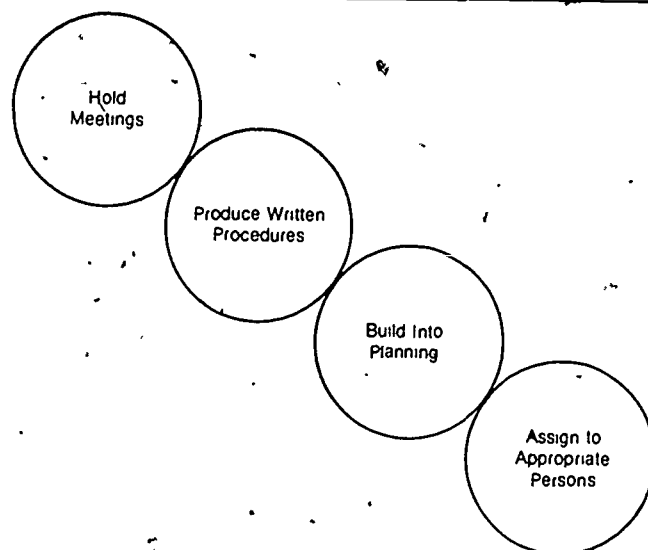 Hold
Meetings
Produce Written
Procedures
Build Into
Planning
Assign to
Appropriate
Persons